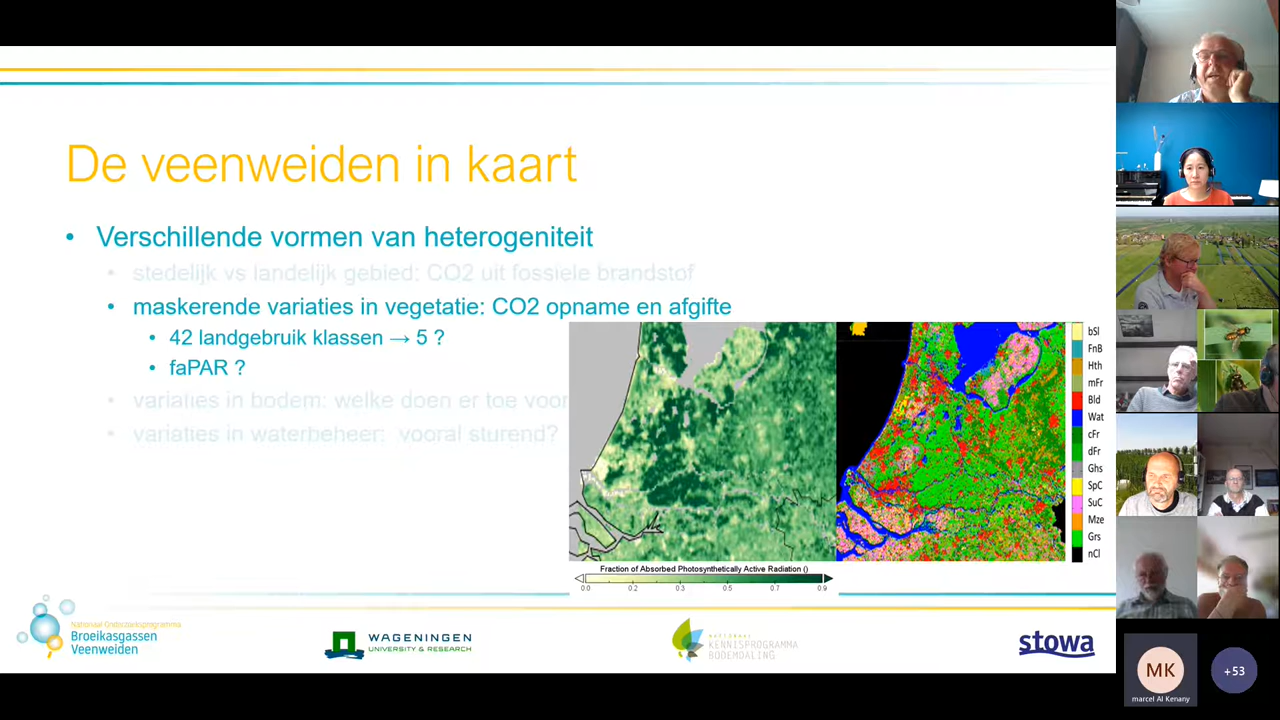 De veenweiden in kaart
• Verschillende vormen van heterogeniteit
• stedelijk vs landelijk gebied: CO2 uit fossiele brandstof
• maskerende variaties in vegetatie: CO2 opname en afgifte
• 42 landgebruik klassen → 5 ?
• faPAR ?
• variaties in bodem: welke doen er toe voor
• variaties in waterbeheer: vooral sturend?
bSl
FnB
Hth
mFr
Bld
Wat
cFr
dFr
Ghs
SpC
SuC
Mze
Grs
nCl
Fraction of Absorbed Photosynthetically Active Radiation ()
0.0 0.2 0.3 0.5 0.7 0.9
Nationaal Onderzoeksprogramma
Broeikasgassen
Veenweiden
WAGENINGEN
UNIVERSITY & RESEARCH
NATIONAAL
KENNISPROGRAMMA
BODEMDALING
stowa
MK
marcel Al Kenany
+53